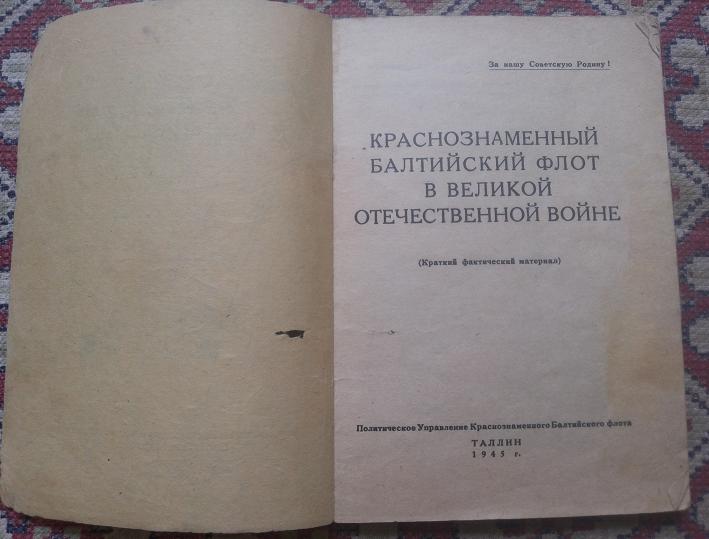 За нашу Советскую Родину!
КРАСНОЗНАМЕННЫЙ
БАЛТИЙСКИЙ ФЛОТ
В ВЕЛИКОЙ
ОТЕЧЕСТВЕННОЙ ВОЙНЕ
(Краткий фактический материал)
Политическое Управление Краснознаменного Балтийского флота
ТАЛЛИН
1945 г.